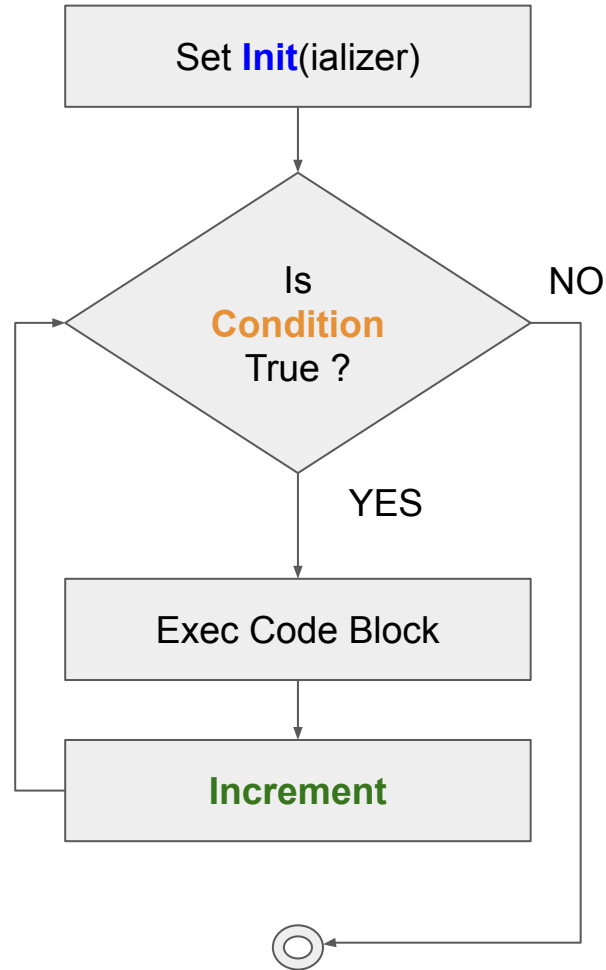 Set Init(ializer)
Is
Condition
True ?
NO
YES
Exec Code Block
Increment